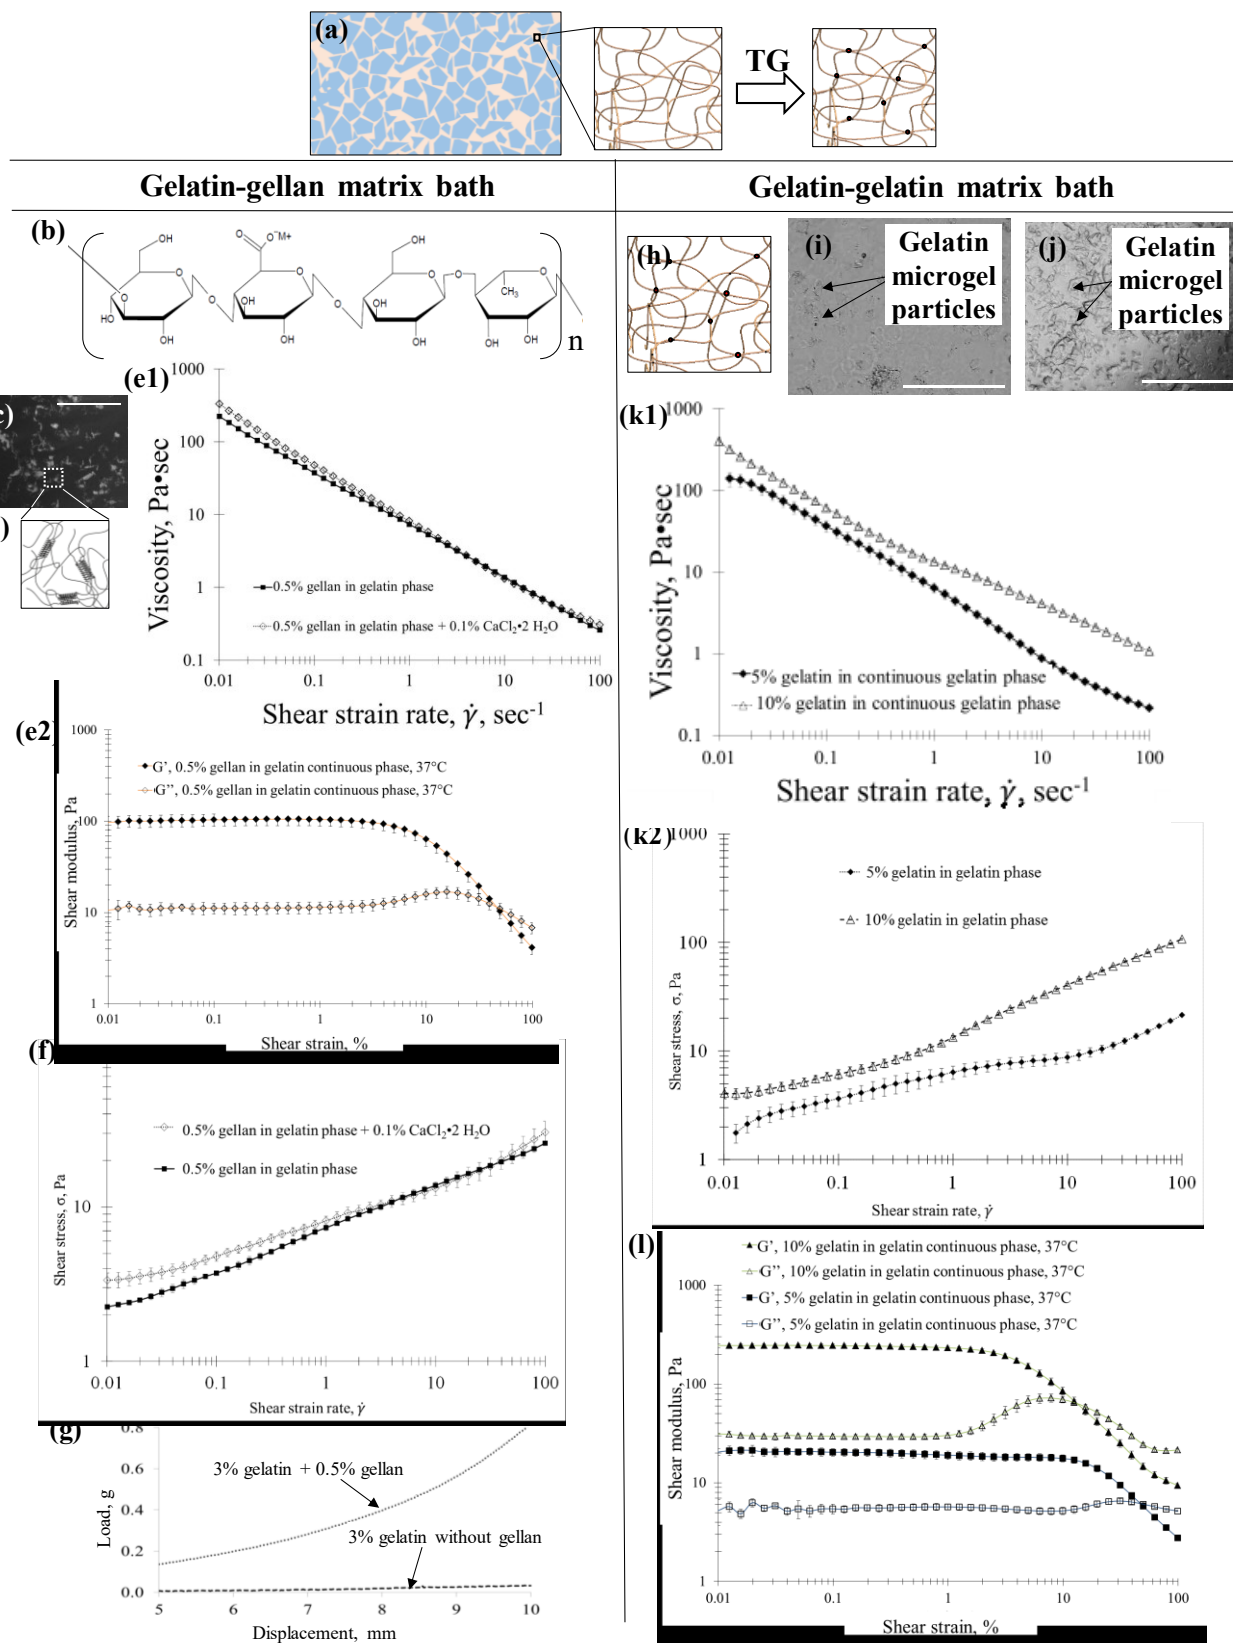 (a)
TG
Gelatin-gellan matrix bath
Gelatin-gelatin matrix bath
(b)
OH
O
O⁻M+
OH
O
O
O
O
O
O
O
O
CH₃
OH
OH
HO
OH
OH
OH
OH
OH
OH
n
(h)
(i)
Gelatin
microgel
particles
(j)
Gelatin
microgel
particles
c)
)
(e1)
1000
100
10
1
0.1
0.01
0.1
1
10
100
Viscosity, Pa•sec
0.5% gellan in gelatin phase
0.5% gellan in gelatin phase + 0.1% CaCl₂•2 H₂O
Shear strain rate, γ̇, sec⁻¹
(k1)
1000
100
10
1
0.1
0.01
0.1
1
10
100
Viscosity, Pa•sec
5% gelatin in continuous gelatin phase
10% gelatin in continuous gelatin phase
Shear strain rate, γ̇, sec⁻¹
(e2)
1000
100
10
1
0.01
0.1
1
10
100
Shear modulus, Pa
G’, 0.5% gellan in gelatin continuous phase, 37°C
G”, 0.5% gellan in gelatin continuous phase, 37°C
Shear strain, %
(k2)
1000
100
10
1
0.01
0.1
1
10
100
Shear stress, σ, Pa
5% gelatin in gelatin phase
10% gelatin in gelatin phase
Shear strain rate, γ̇
(f)
10
1
0.01
0.1
1
10
100
Shear stress, σ, Pa
0.5% gellan in gelatin phase + 0.1% CaCl₂•2 H₂O
0.5% gellan in gelatin phase
Shear strain rate, γ̇
(g)
0.8
0.6
0.4
0.2
0.0
5
6
7
8
9
10
Load, g
3% gelatin + 0.5% gellan
3% gelatin without gellan
Displacement, mm
(l)
G’, 10% gelatin in gelatin continuous phase, 37°C
G”, 10% gelatin in gelatin continuous phase, 37°C
G’, 5% gelatin in gelatin continuous phase, 37°C
G”, 5% gelatin in gelatin continuous phase, 37°C
1000
100
10
1
0.01
0.1
1
10
100
Shear modulus, Pa
Shear strain, %